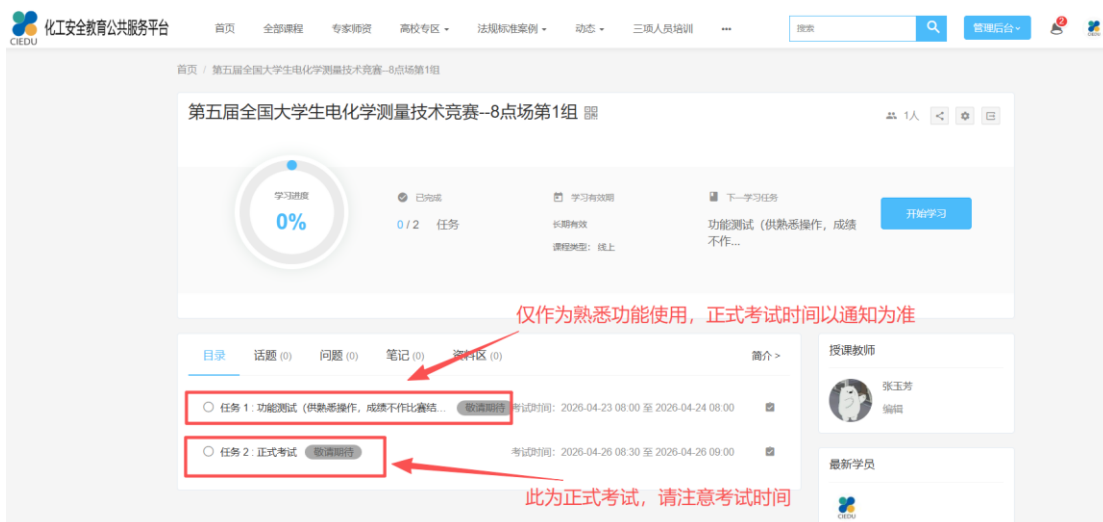 CIEDU 化工安全教育公共服务平台 首页 全部课程 专家师资 高校专区 法规标准案例 动态 三项人员培训 ••• 搜索 管理后台 2
首页 / 第五届全国大学生电化学测量技术竞赛--8点场第1组
第五届全国大学生电化学测量技术竞赛--8点场第1组 1人
学习进度 已完成 学习有效期 下一学习任务
0% 0 / 2 任务 长期有效 功能测试（供熟悉操作，成绩 开始学习
课程类型： 线上 不作...
仅作为熟悉功能使用，正式考试时间以通知为准
目录 话题 (0) 问题 (0) 笔记 (0) 资料区 (0) 简介 > 授课教师
张玉芳
编辑
任务 1 : 功能测试（供熟悉操作，成绩不作比赛结... 敬请期待 考试时间： 2026-04-23 08:00 至 2026-04-24 08:00
任务 2 : 正式考试 敬请期待 考试时间： 2026-04-26 08:30 至 2026-04-26 09:00
最新学员
此为正式考试，请注意考试时间
CIEDU